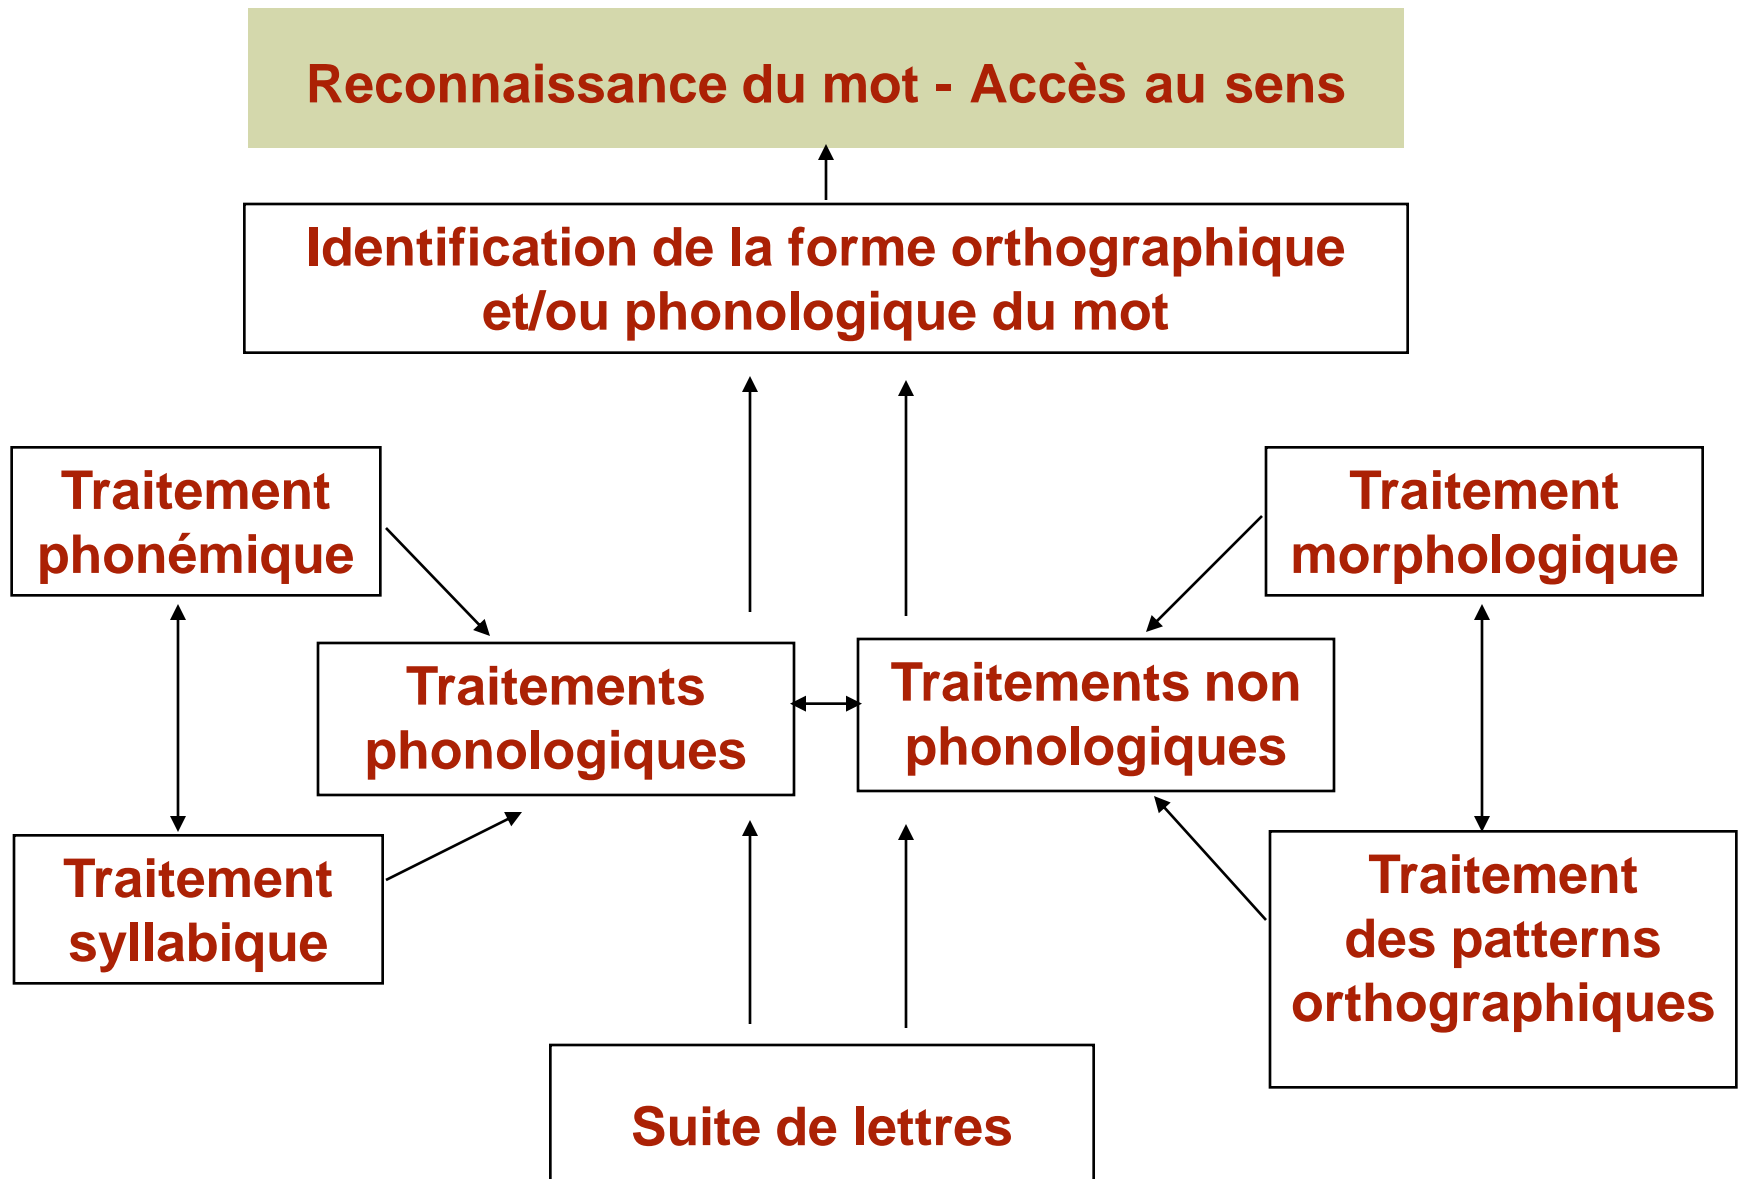 Reconnaissance du mot - Accès au sens
Identification de la forme orthographique
et/ou phonologique du mot
Traitement
phonémique
Traitement
morphologique
Traitements
phonologiques
Traitements non
phonologiques
Traitement
syllabique
Traitement
des patterns
orthographiques
Suite de lettres